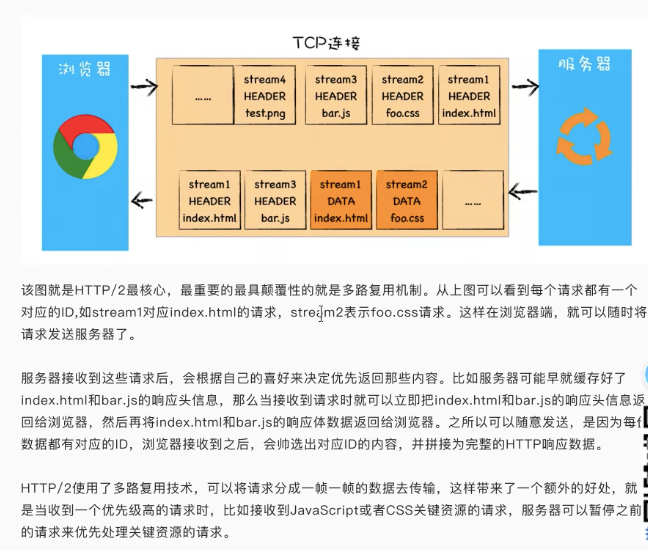 TCP连接
浏览器
服务器
……
stream4
HEADER
test.png
stream3
HEADER
bar.js
stream2
HEADER
foo.css
stream1
HEADER
index.html
stream1
HEADER
index.html
stream3
HEADER
bar.js
stream1
DATA
index.html
stream2
DATA
foo.css
……
该图就是HTTP/2最核心，最重要的最具颠覆性的就是多路复用机制。从上图可以看到每个请求都有一个
对应的ID,如stream1对应index.html的请求，stream2表示foo.css请求。这样在浏览器端，就可以随时将
请求发送服务器了。
服务器接收到这些请求后，会根据自己的喜好来决定优先返回那些内容。比如服务器可能早就缓存好了
index.html和bar.js的响应头信息，那么当接收到请求时就可以立即把index.html和bar.js的响应头信息返
回给浏览器，然后再将index.html和bar.js的响应体数据返回给浏览器。之所以可以随意发送，是因为每
数据都有对应的ID，浏览器接收到之后，会帅选出对应ID的内容，并拼接为完整的HTTP响应数据。
HTTP/2使用了多路复用技术，可以将请求分成一帧一帧的数据去传输，这样带来了一个额外的好处，就
是当收到一个优先级高的请求时，比如接收到JavaScript或者CSS关键资源的请求，服务器可以暂停之前
的请求来优先处理关键资源的请求。